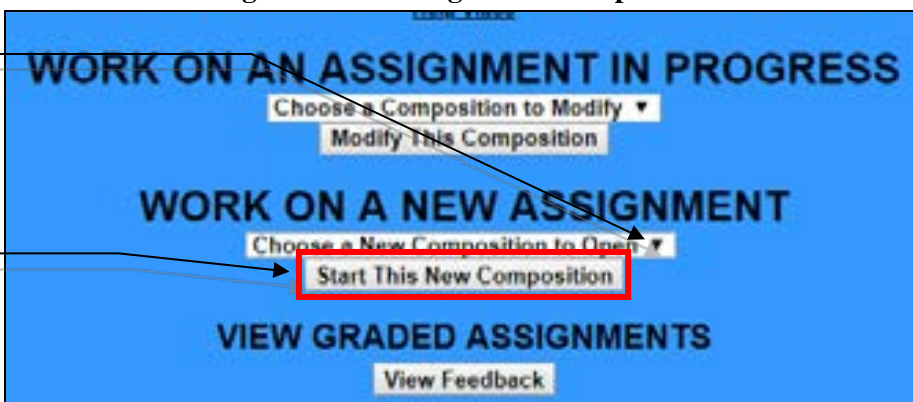 WORK ON AN ASSIGNMENT IN PROGRESS
Choose a Composition to Modify ▼
Modify This Composition
WORK ON A NEW ASSIGNMENT
Choose a New Composition to Open ▼
Start This New Composition
VIEW GRADED ASSIGNMENTS
View Feedback